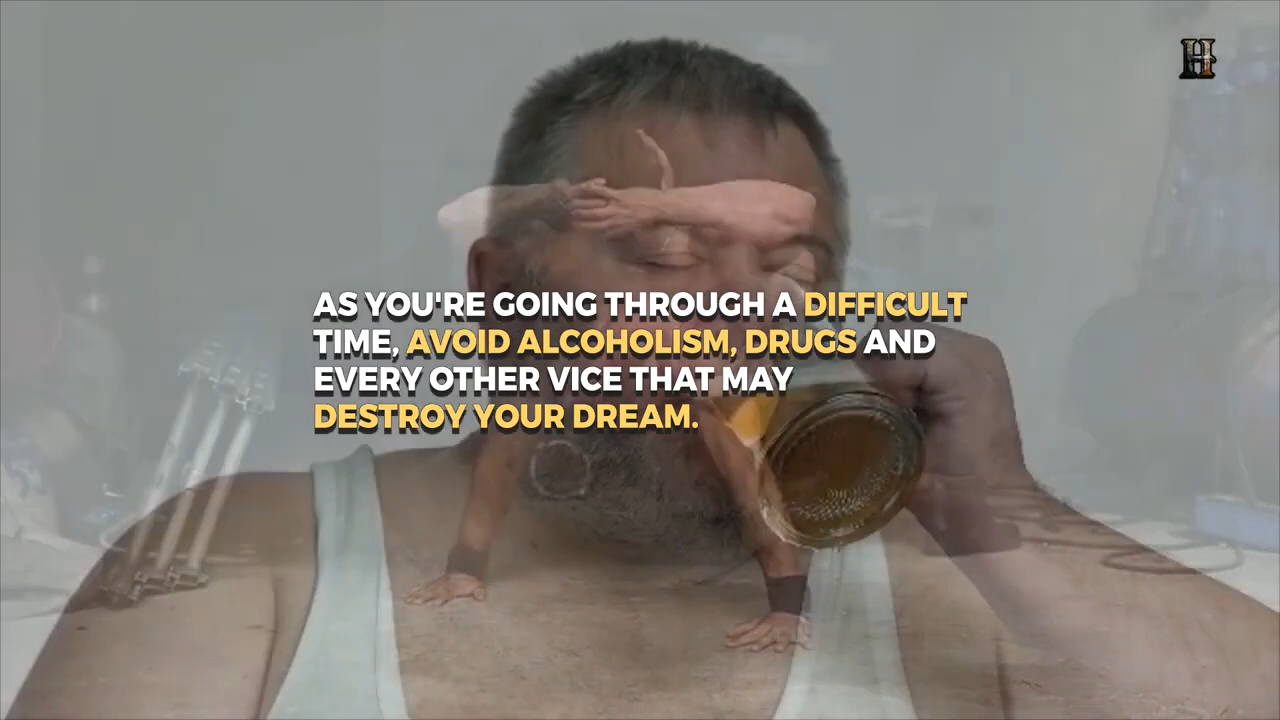 H
AS YOU'RE GOING THROUGH A DIFFICULT
TIME, AVOID ALCOHOLISM, DRUGS AND
EVERY OTHER VICE THAT MAY
DESTROY YOUR DREAM.